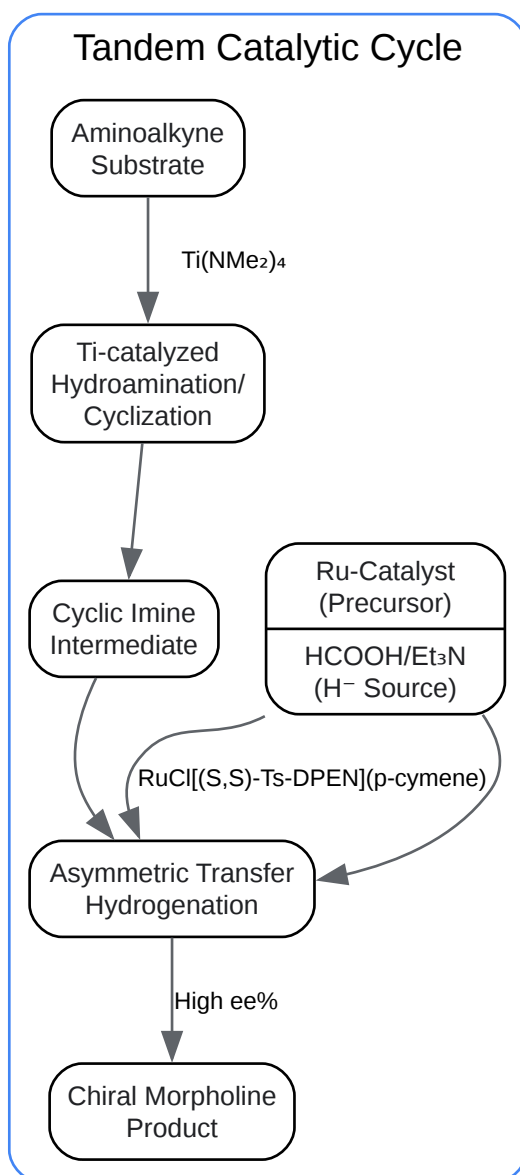 Tandem Catalytic Cycle
Aminoalkyne
Substrate
Ti(NMe₂)₄
Ti-catalyzed
Hydroamination/
Cyclization
Cyclic Imine
Intermediate
Ru-Catalyst
(Precursor)
HCOOH/Et₃N
(H⁻ Source)
RuCl[(S,S)-Ts-DPEN](p-cymene)
Asymmetric Transfer
Hydrogenation
High ee%
Chiral Morpholine
Product